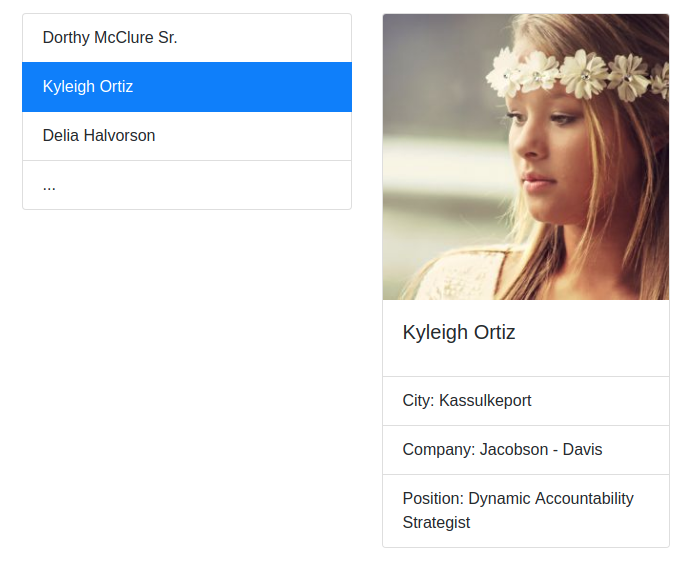 Dorthy McClure Sr.
Kyleigh Ortiz
Delia Halvorson
...
Kyleigh Ortiz
City: Kassulkeport
Company: Jacobson - Davis
Position: Dynamic Accountability
Strategist